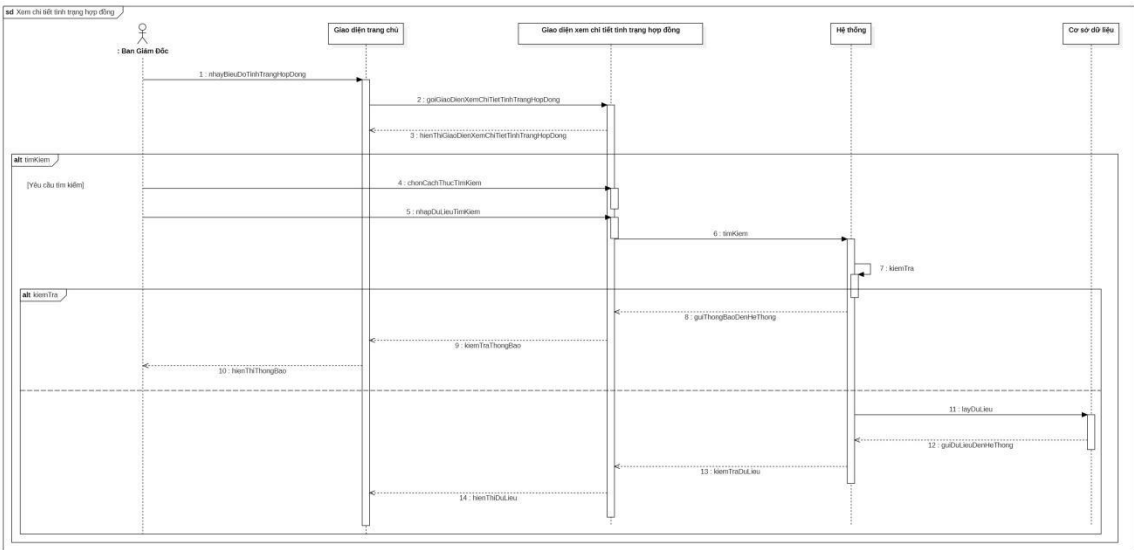 sd Xem chi tiết tình trạng hợp đồng
: Ban Giám Đốc
Giao diện trang chủ
Giao diện xem chi tiết tình trạng hợp đồng
Hệ thống
Cơ sở dữ liệu
1 : nhayBieuDoTinhTrangHopDong
2 : goiGiaoDienXemChiTietTinhTrangHopDong
3 : hienThiGiaoDienXemChiTietTinhTrangHopDong
alt timKiem
[Yêu cầu tìm kiếm]
4 : chonCachThucTimKiem
5 : nhapDuLieuTimKiem
6 : timKiem
7 : kiemTra
alt kiemTra
8 : guiThongBaoDenHeThong
9 : kiemTraThongBao
10 : hienThiThongBao
11 : layDuLieu
12 : guiDuLieuDenHeThong
13 : kiemTraDuLieu
14 : hienThiDuLieu